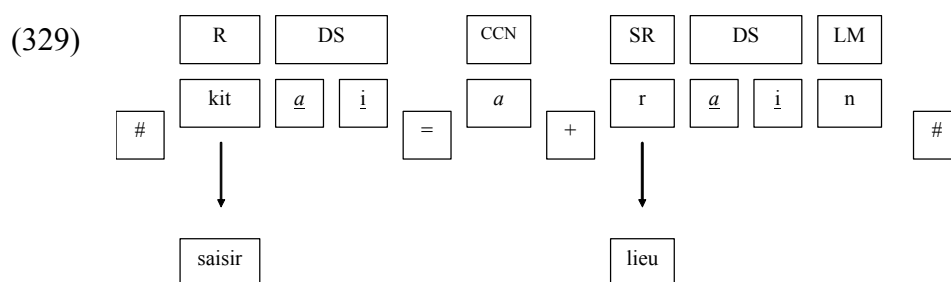 (329) R DS CCN SR DS LM
kit a i a r a i n
# = + #
saisir lieu